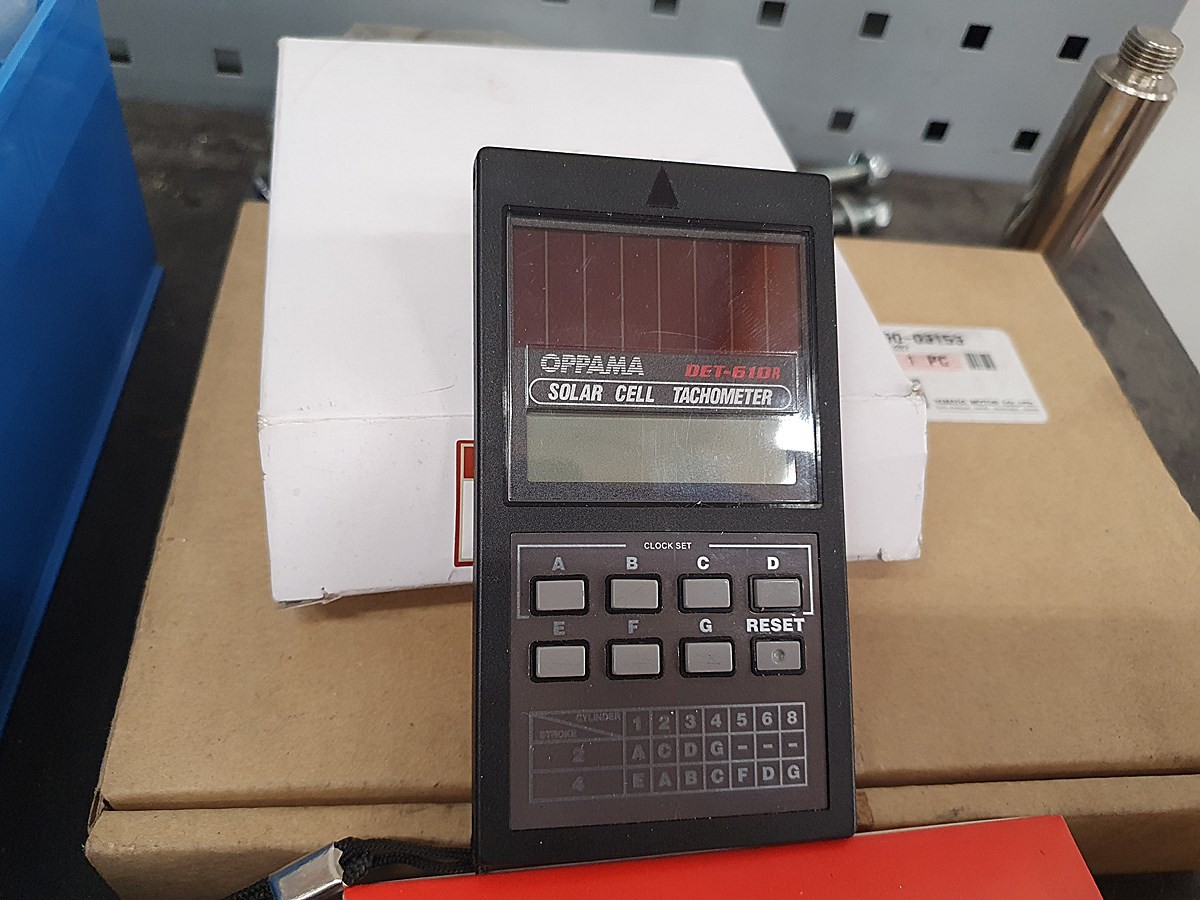 OPPAMA DET-610R
SOLAR CELL TACHOMETER
CLOCK SET
A B C D
E F G RESET
CYLINDER 1 2 3 4 5 6 8
STROKE
2 A C D G - - -
4 E A B C F D G
1 PC